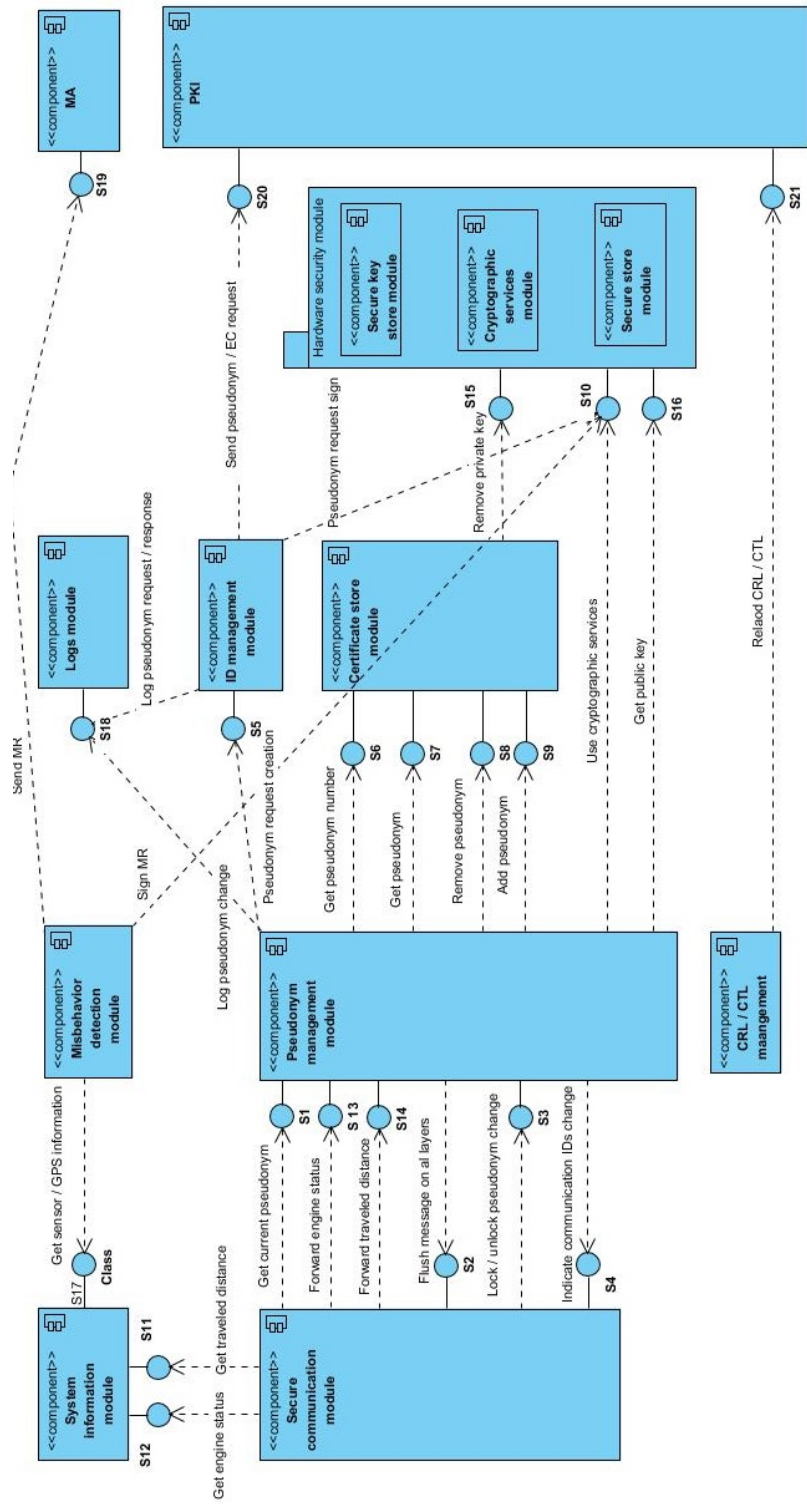 <<component>>
System
information
module
S12
S11
S17
Class
Get sensor / GPS information
<<component>>
Misbehavior
detection
module
Send MR
Sign MR
S18
<<component>>
Logs module
S19
<<component>>
MA
Get engine status
Get traveled distance
Log pseudonym change
Log pseudonym request / response
<<component>>
Secure
communication
module
Get current pseudonym
S1
Forward engine status
S 13
Forward traveled distance
S14
Flush message on al layers
S2
Lock / unlock pseudonym change
S3
Indicate communication IDs change
S4
<<component>>
Pseudonym
management
module
Pseudonym request creation
S5
<<component>>
ID management
module
Send pseudonym / EC request
S20
<<component>>
PKI
Pseudonym request sign
Get pseudonym number
S6
Get pseudonym
S7
Remove pseudonym
S8
Add pseudonym
S9
<<component>>
Certificate store
module
Remove private key
S15
Use cryptographic services
S10
Get public key
S16
Hardware security module
<<component>>
Secure key
store module
<<component>>
Cryptographic
services
module
<<component>>
Secure store
module
<<component>>
CRL / CTL
maangement
Relaod CRL / CTL
S21